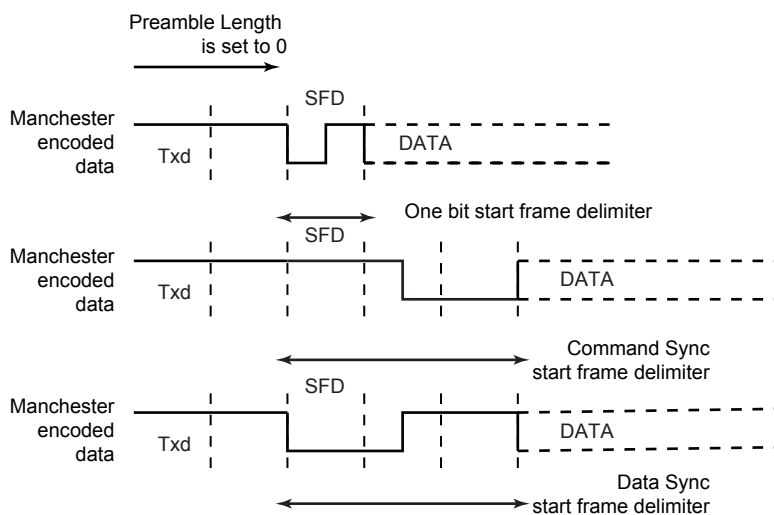 Preamble Length
is set to 0
SFD
Manchester
encoded
data
Txd
DATA
One bit start frame delimiter
SFD
Manchester
encoded
data
Txd
DATA
Command Sync
start frame delimiter
SFD
Manchester
encoded
data
Txd
DATA
Data Sync
start frame delimiter